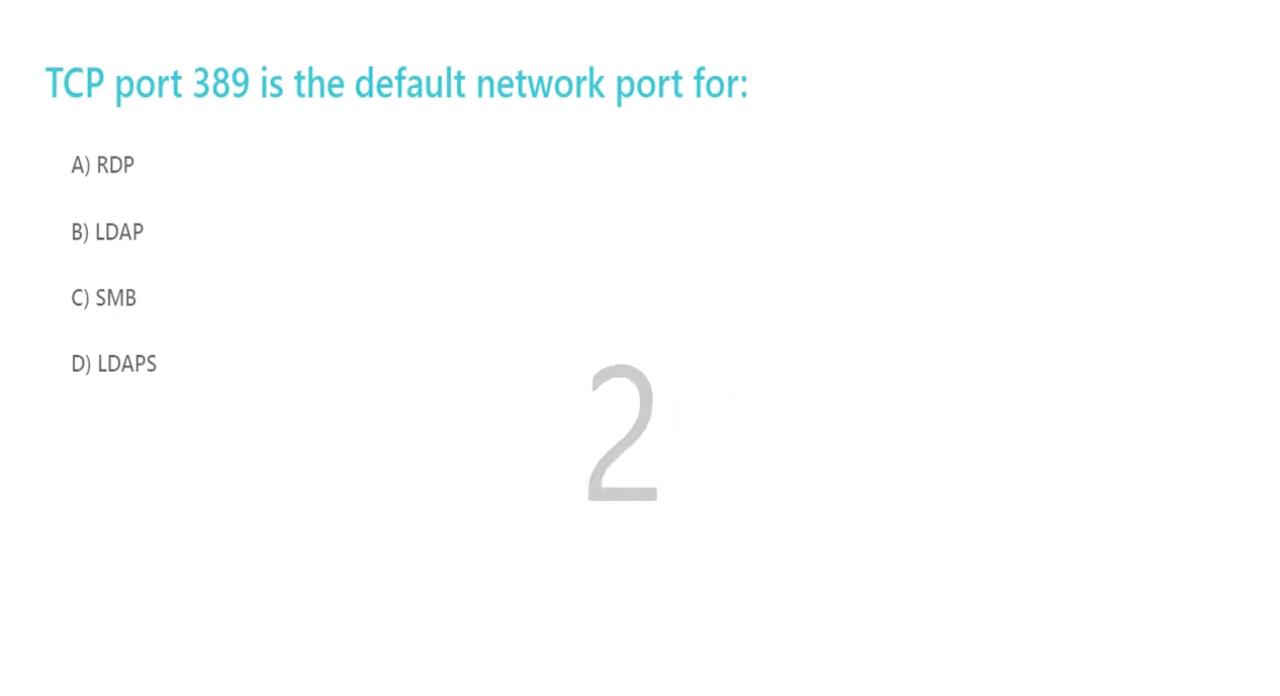 TCP port 389 is the default network port for:
A) RDP
B) LDAP
C) SMB
D) LDAPS
2